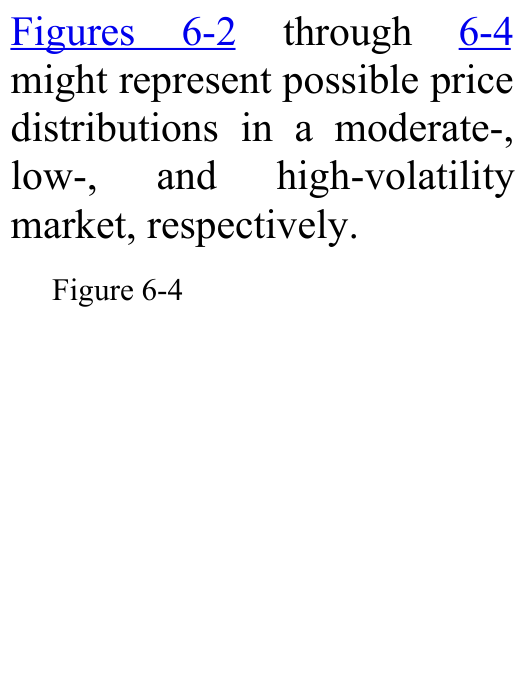 Figures 6-2 through 6-4
might represent possible price
distributions in a moderate-,
low-, and high-volatility
market, respectively.
Figure 6-4